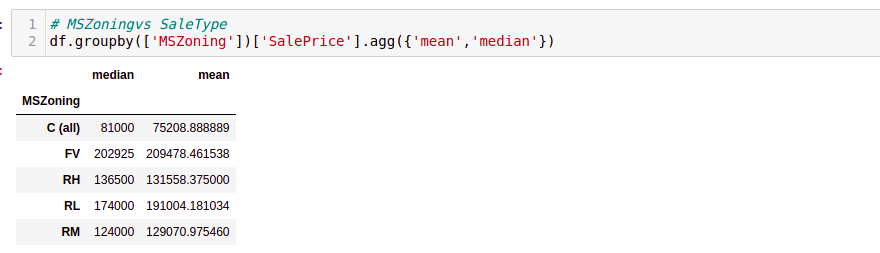 1 # MSZoningvs SaleType
2 df.groupby(['MSZoning'])['SalePrice'].agg({'mean','median'})
median mean
MSZoning
C (all) 81000 75208.888889
FV 202925 209478.461538
RH 136500 131558.375000
RL 174000 191004.181034
RM 124000 129070.975460